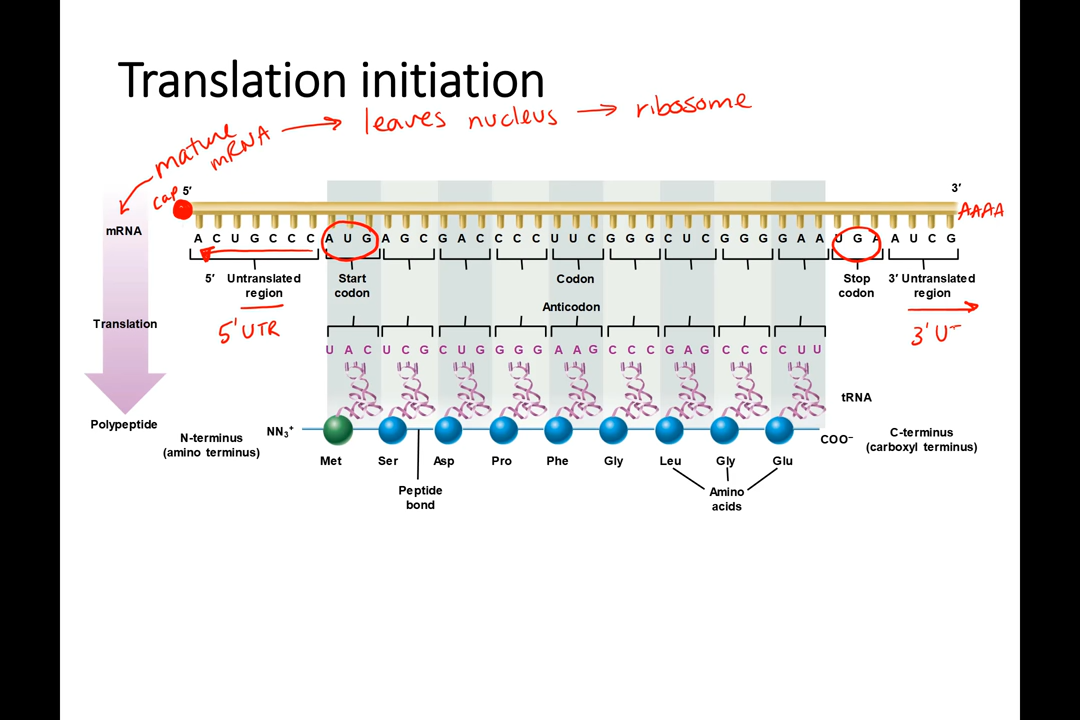 Translation initiation
mature mRNA → leaves nucleus → ribosome
cap
5′
3′
AAAA
mRNA
A C U G C C C A U G A G C G A C C C C U U C G G G C U C G G G G A A U G A A U C G
5′ Untranslated region
Start codon
Codon
Stop codon
3′ Untranslated region
Anticodon
5' UTR
3' UT
Translation
U A C U C G C U G G G G A A G C C C G A G C C C C U U
tRNA
Polypeptide
N-terminus (amino terminus)
NN₃⁺
COO⁻
C-terminus (carboxyl terminus)
Met Ser Asp Pro Phe Gly Leu Gly Glu
Peptide bond
Amino acids